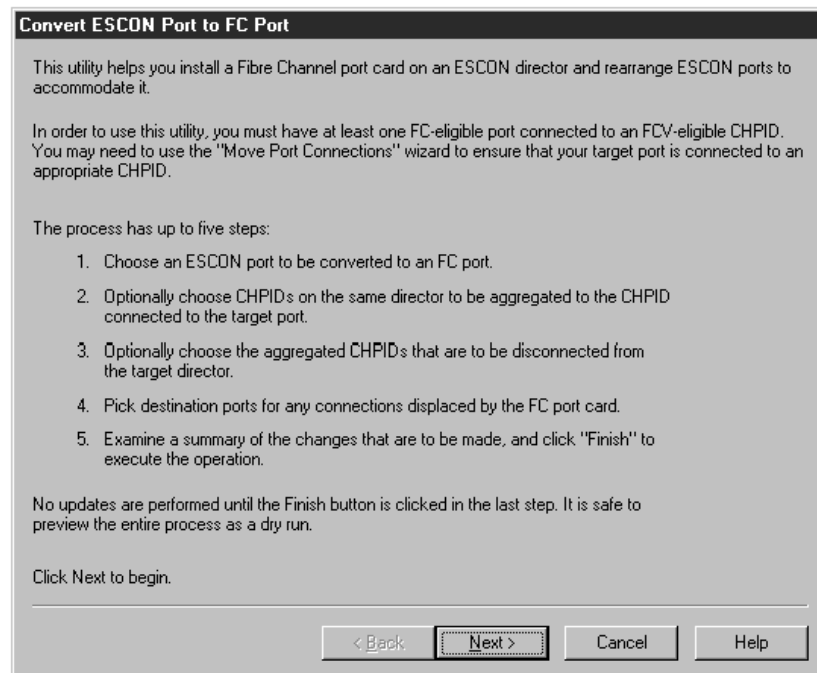 Convert ESCON Port to FC Port
This utility helps you install a Fibre Channel port card on an ESCON director and rearrange ESCON ports to
accommodate it.
In order to use this utility, you must have at least one FC-eligible port connected to an FCV-eligible CHPID.
You may need to use the "Move Port Connections" wizard to ensure that your target port is connected to an
appropriate CHPID.
The process has up to five steps:
1. Choose an ESCON port to be converted to an FC port.
2. Optionally choose CHPIDs on the same director to be aggregated to the CHPID
connected to the target port.
3. Optionally choose the aggregated CHPIDs that are to be disconnected from
the target director.
4. Pick destination ports for any connections displaced by the FC port card.
5. Examine a summary of the changes that are to be made, and click "Finish" to
execute the operation.
No updates are performed until the Finish button is clicked in the last step. It is safe to
preview the entire process as a dry run.
Click Next to begin.
< Back Next > Cancel Help